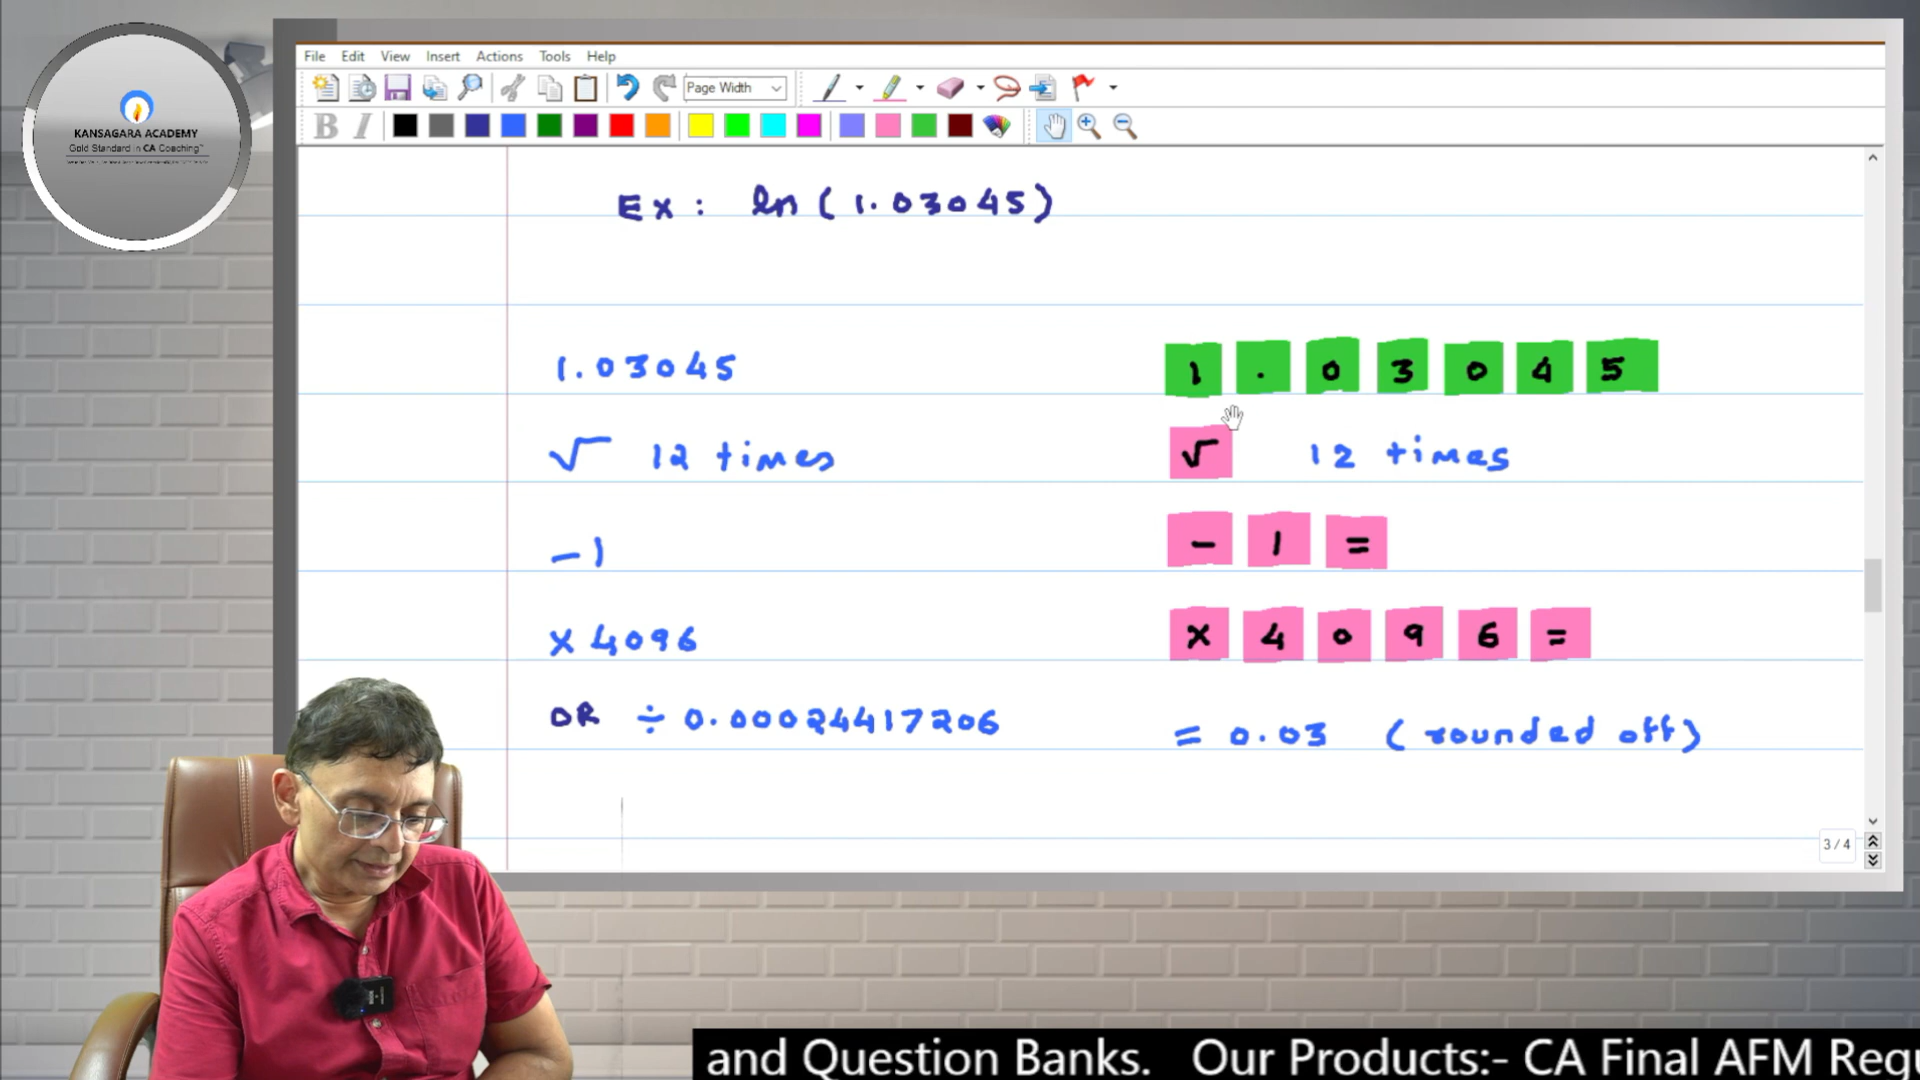 KANSAGARA ACADEMY
Gold Standard in CA Coaching™
File Edit View Insert Actions Tools Help
Page Width
B I
Ex: ln (1.03045)
1.03045
1 . 0 3 0 4 5
√ 12 times
√ 12 times
-1
- 1 =
x 4096
x 4 0 9 6 =
OR ÷ 0.00024417206
= 0.03 (rounded off)
3 / 4
and Question Banks. Our Products:- CA Final AFM Requ